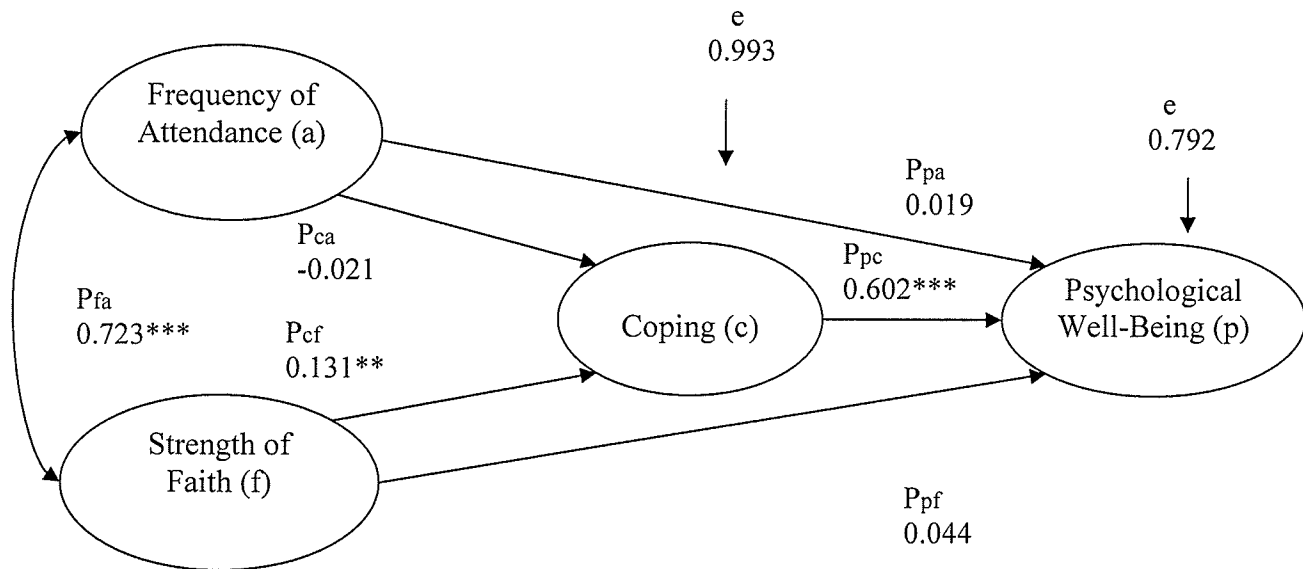 e
0.993
Frequency of
Attendance (a)
e
0.792
Ppa
0.019
Pca
-0.021
Ppc
0.602***
Psychological
Well-Being (p)
Coping (c)
Pfa
0.723***
Pcf
0.131**
Strength of
Faith (f)
Ppf
0.044